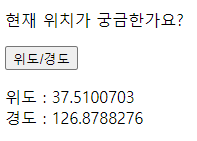 현재 위치가 궁금한가요?
위도/경도
위도 : 37.5100703
경도 : 126.8788276